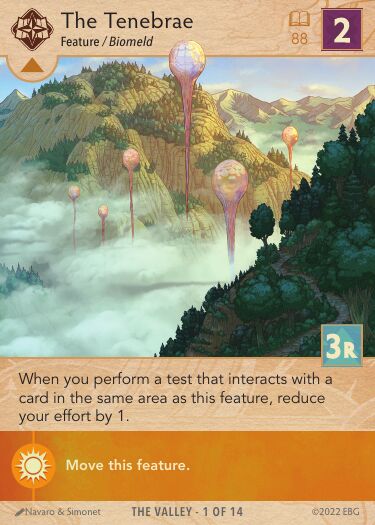 The Tenebrae
Feature / Biomeld
88
2
3R
When you perform a test that interacts with a
card in the same area as this feature, reduce
your effort by 1.
Move this feature.
Navaro & Simonet
THE VALLEY - 1 OF 14
©2022 EBG